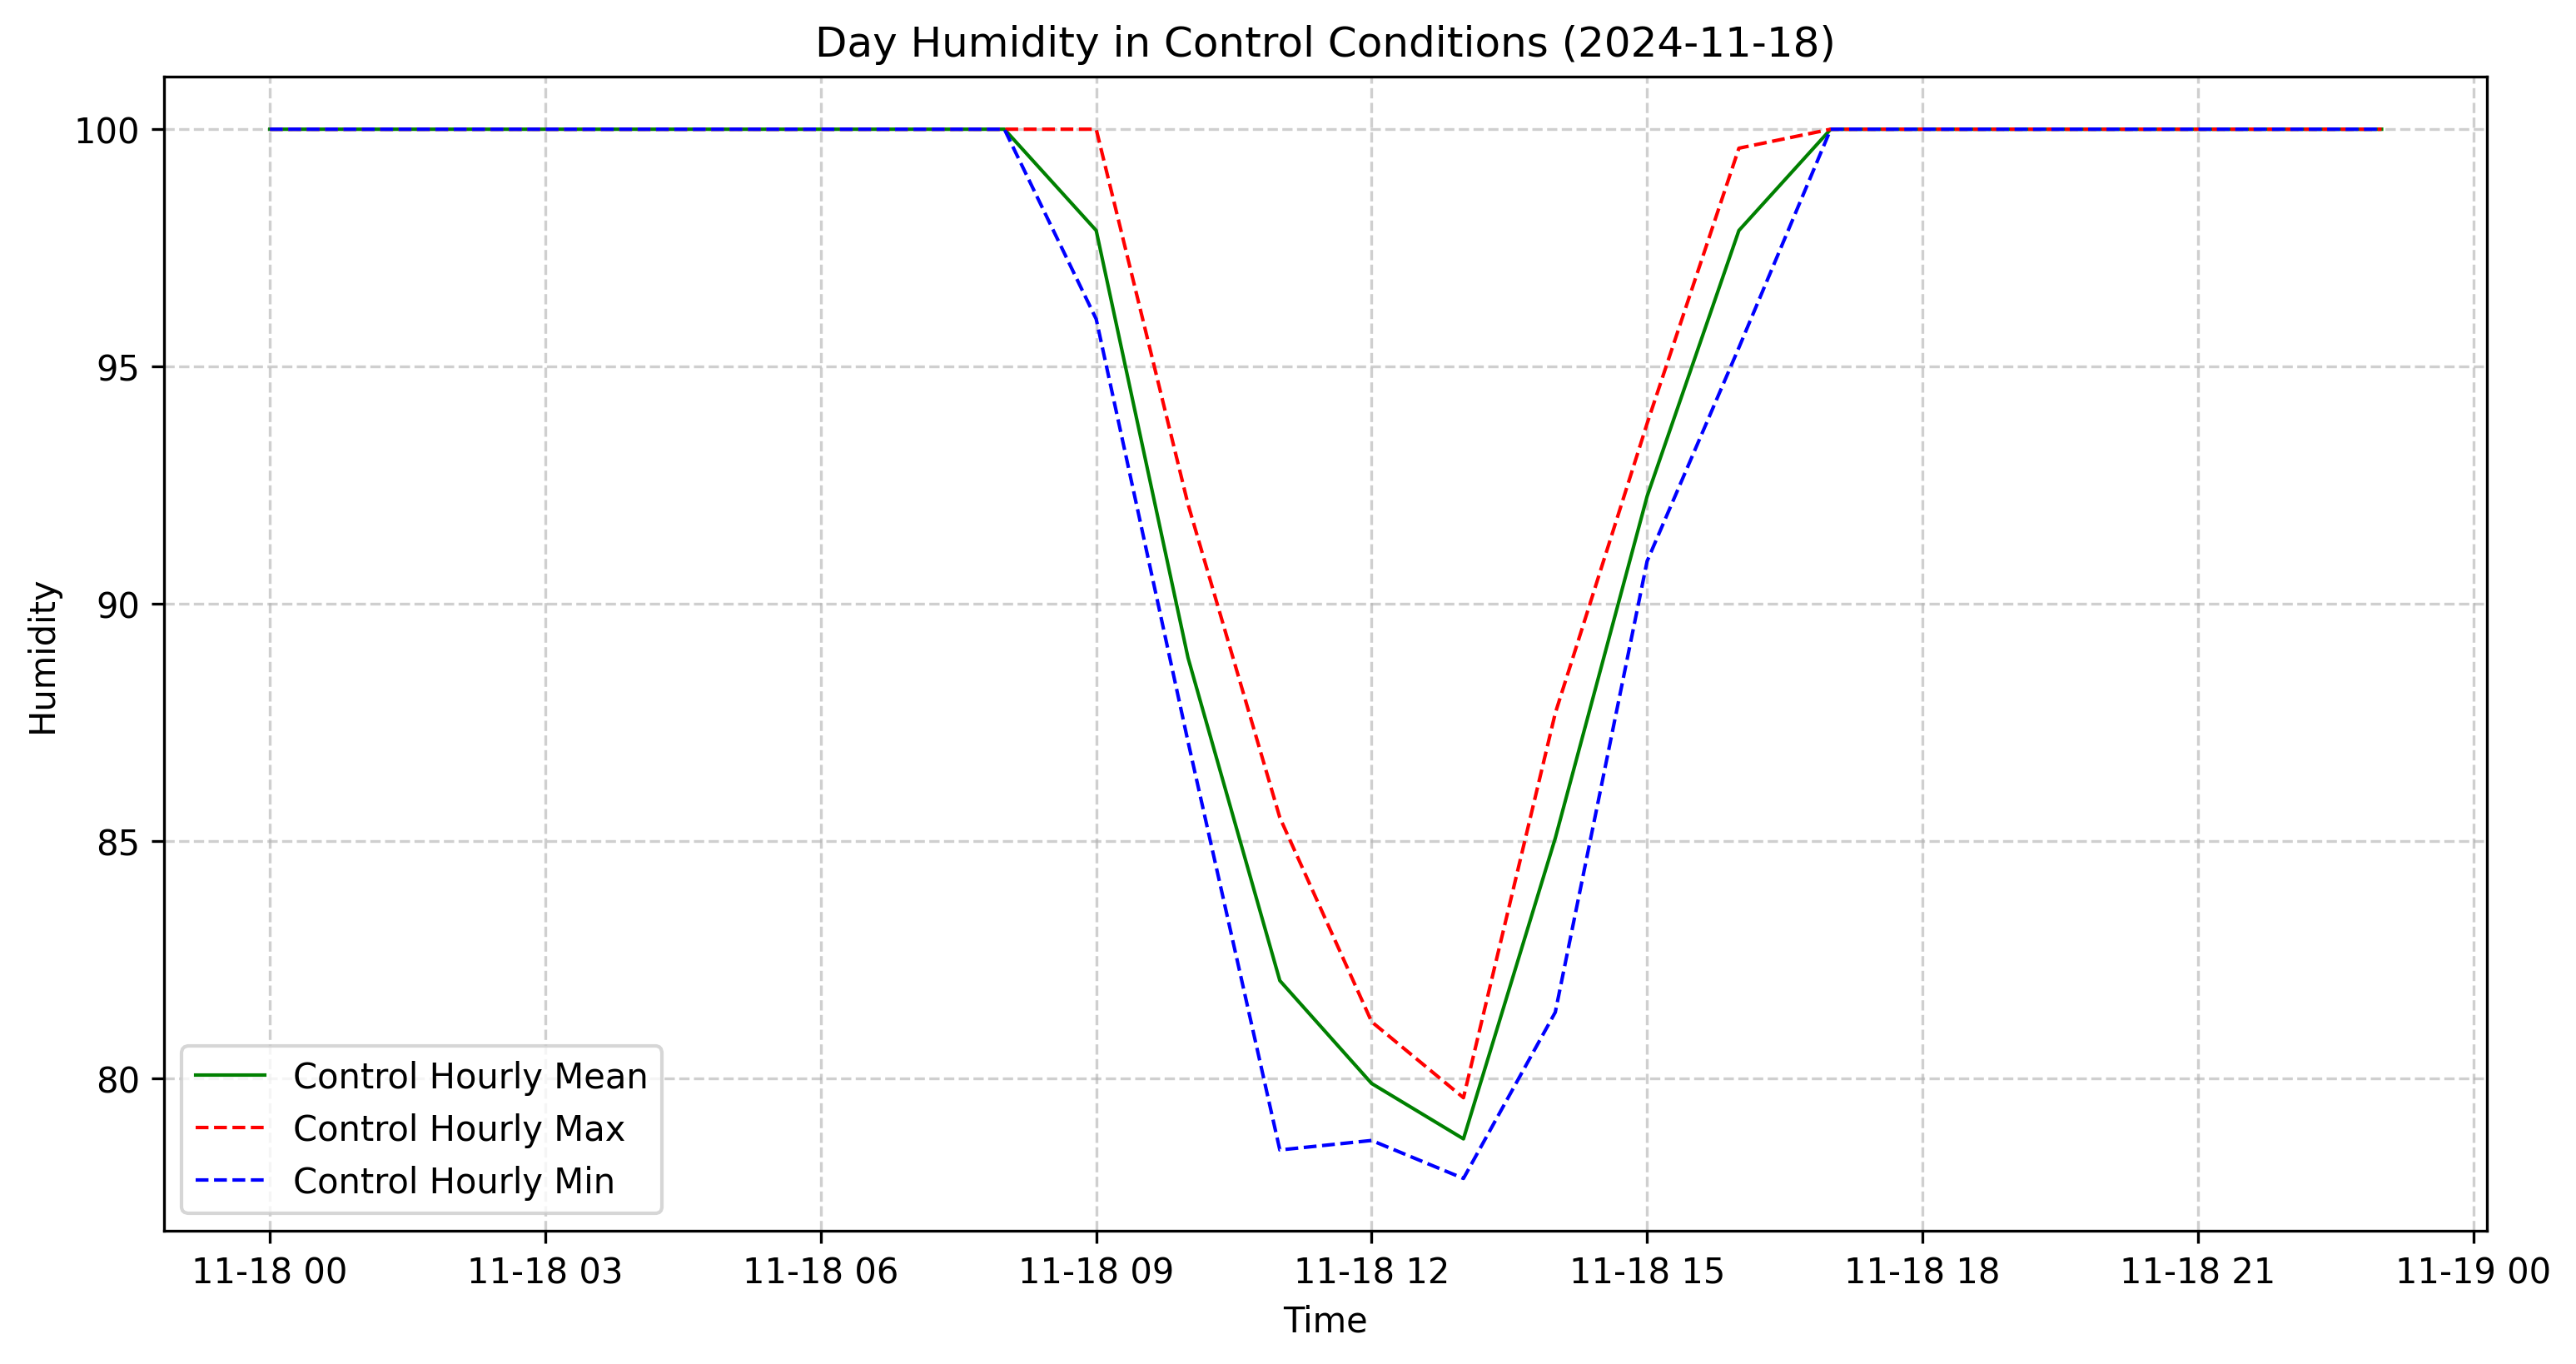 Day Humidity in Control Conditions (2024-11-18)
100
95
90
85
80
Humidity
Control Hourly Mean
Control Hourly Max
Control Hourly Min
11-18 00 11-18 03 11-18 06 11-18 09 11-18 12 11-18 15 11-18 18 11-18 21 11-19 00
Time